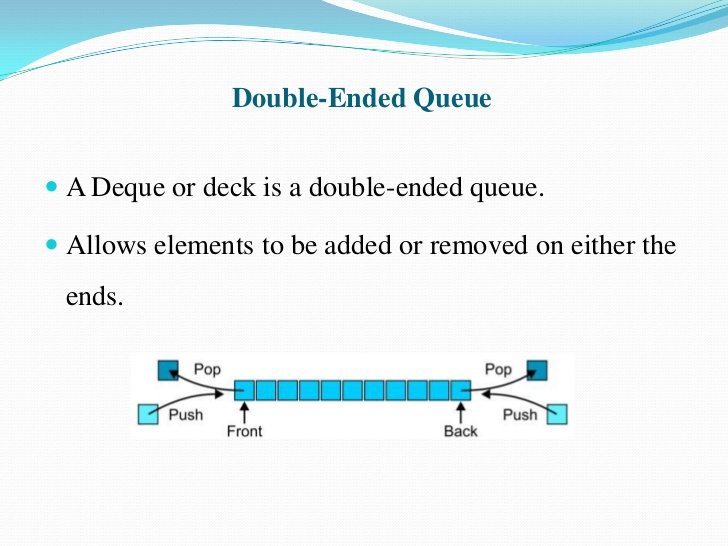 Double-Ended Queue
A Deque or deck is a double-ended queue.
Allows elements to be added or removed on either the
ends.
Pop Pop
Push Push
Front Back